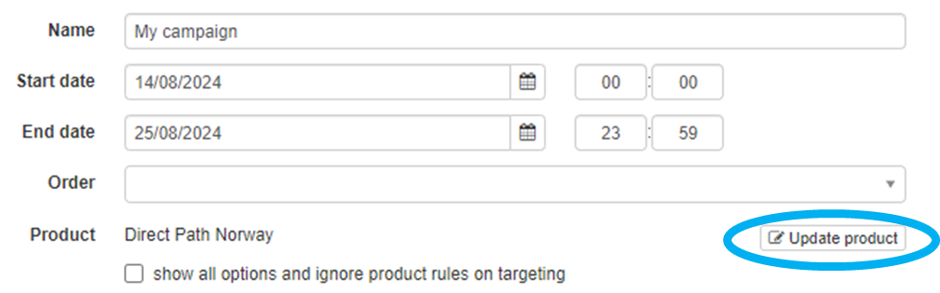 Name My campaign
Start date 14/08/2024 00 : 00
End date 25/08/2024 23 : 59
Order
Product Direct Path Norway Update product
show all options and ignore product rules on targeting